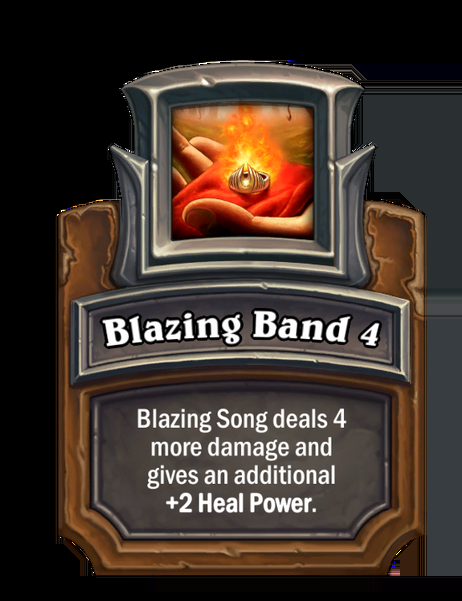 Blazing Band 4
Blazing Song deals 4
more damage and
gives an additional
+2 Heal Power.